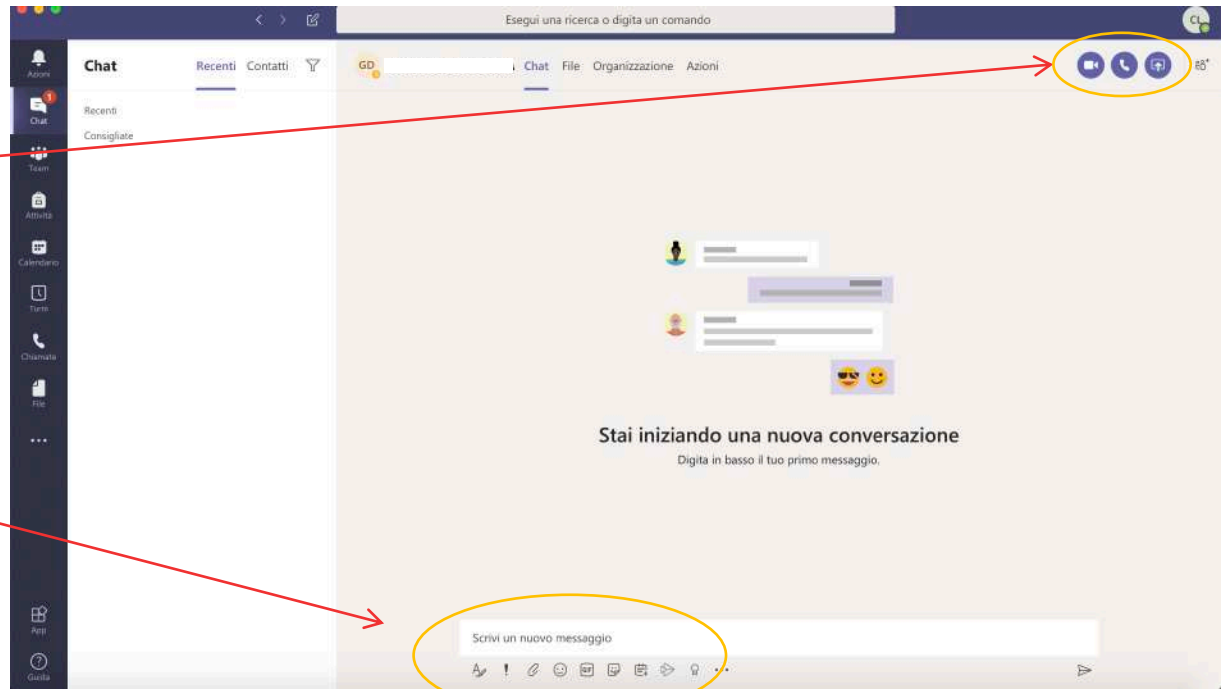 Esegui una ricerca o digita un comando
CL
Azioni
Chat
Recenti
Contatti
GD
Chat
File
Organizzazione
Azioni
1
Chat
Recenti
Consigliate
Team
Attività
Calendario
Turni
Chiamate
File
Stai iniziando una nuova conversazione
Digita in basso il tuo primo messaggio.
App
Scrivi un nuovo messaggio
GIF
Guida